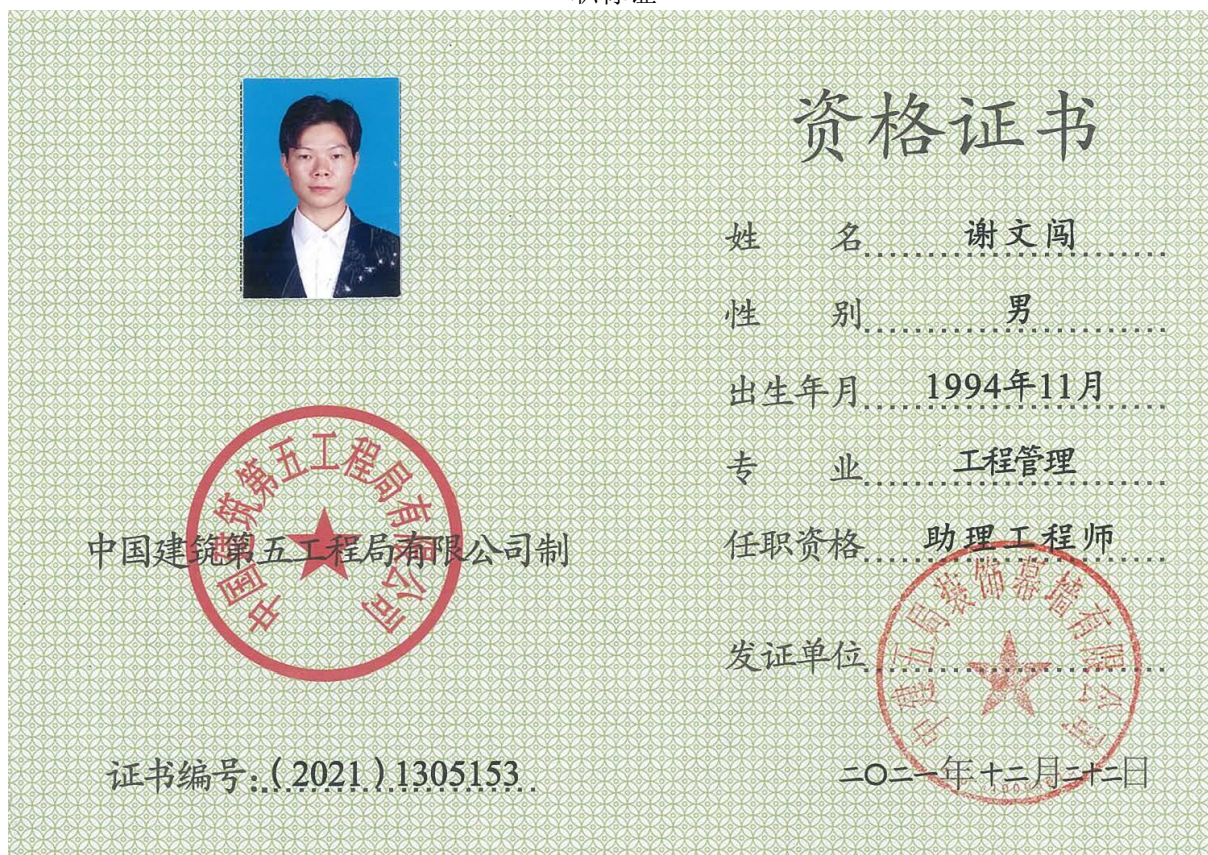 职称证
资格证书
姓 名 谢文闯
性 别 男
出生年月 1994年11月
专 业 工程管理
任职资格 助理工程师
发证单位
中建五局装饰幕墙有限公司
二〇二一年十二月二十二日
中国建筑第五工程局有限公司
中国建筑第五工程局有限公司制
证书编号:(2021)1305153